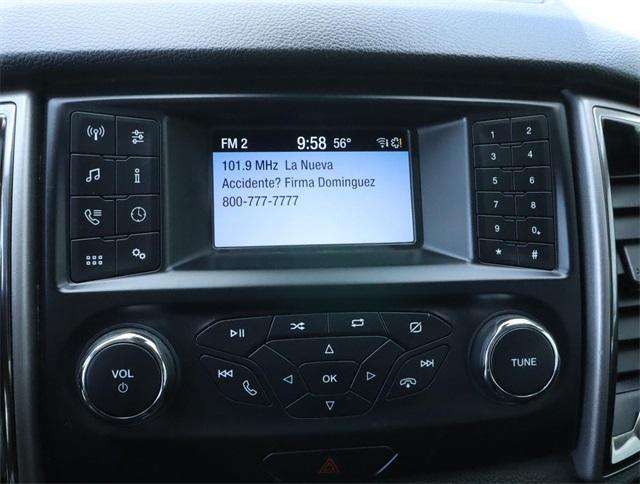 FM 2 9:58 56°
101.9 MHz La Nueva
Accidente? Firma Dominguez
800-777-7777
1 2
3 4
5 6
7 8
9 0+
* #
VOL
OK
TUNE